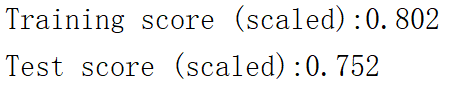 Training score (scaled):0.802
Test score (scaled):0.752